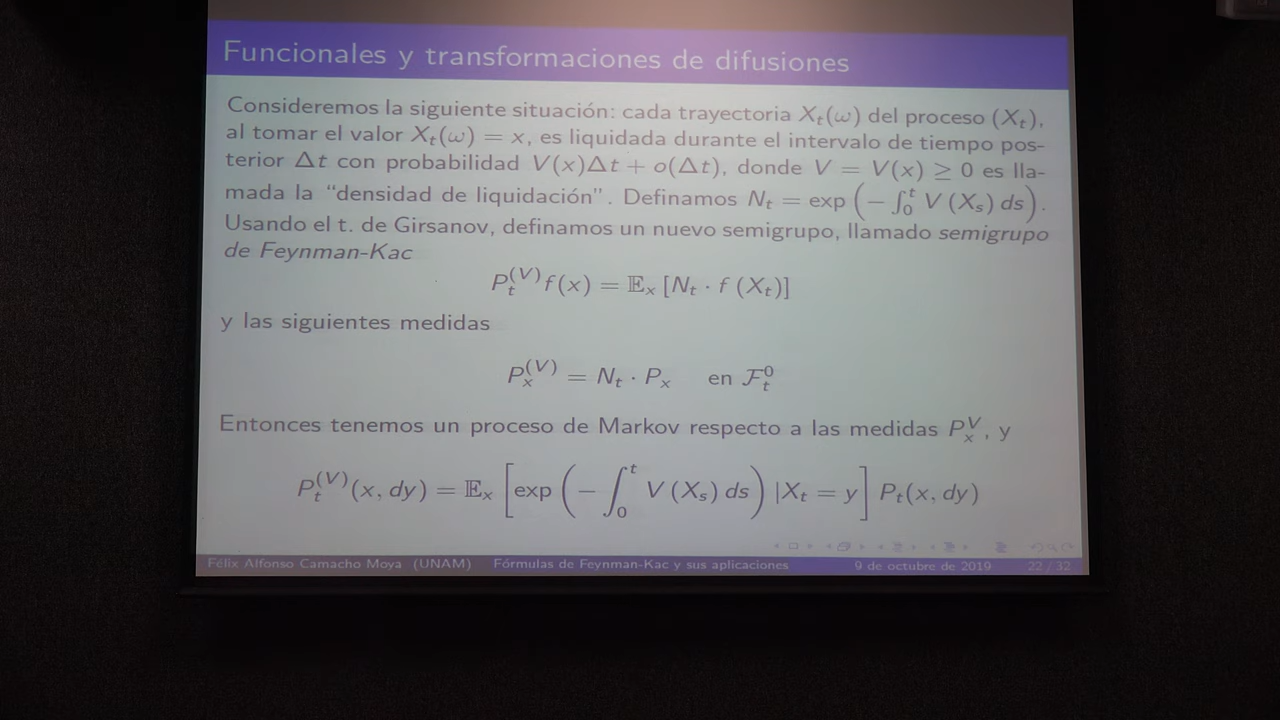 Funcionales y transformaciones de difusiones
Consideremos la siguiente situación: cada trayectoria X_t(ω) del proceso (X_t),
al tomar el valor X_t(ω) = x, es liquidada durante el intervalo de tiempo pos-
terior Δt con probabilidad V(x)Δt + o(Δt), donde V = V(x) ≥ 0 es lla-
mada la “densidad de liquidación”. Definamos N_t = exp (− ∫_0^t V (X_s) ds).
Usando el t. de Girsanov, definamos un nuevo semigrupo, llamado semigrupo
de Feynman-Kac
P_t^{(V)} f(x) = 𝔼_x [N_t · f (X_t)]
y las siguientes medidas
P_x^{(V)} = N_t · P_x en ℱ_t^0
Entonces tenemos un proceso de Markov respecto a las medidas P_x^V, y
P_t^{(V)}(x, dy) = 𝔼_x [exp (− ∫_0^t V (X_s) ds) |X_t = y] P_t(x, dy)
Félix Alfonso Camacho Moya (UNAM) Fórmulas de Feynman-Kac y sus aplicaciones 9 de octubre de 2019 22 / 32